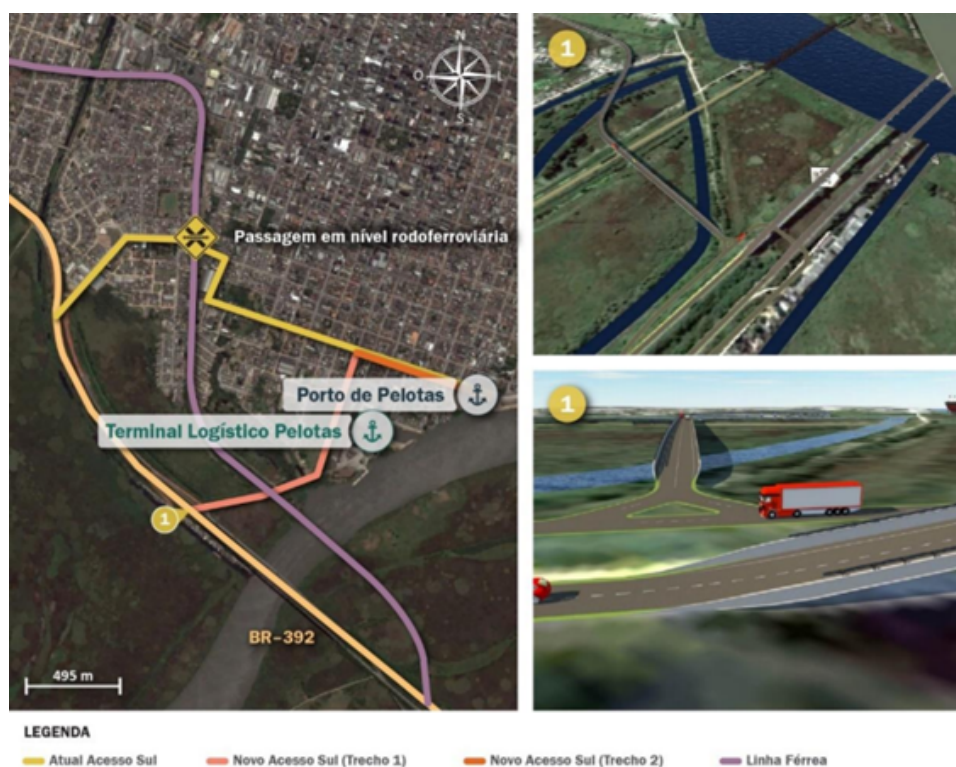 N
O
L
S
Passagem em nível rodoferroviária
Porto de Pelotas
Terminal Logístico Pelotas
1
BR-392
495 m
1
1
LEGENDA
Atual Acesso Sul
Novo Acesso Sul (Trecho 1)
Novo Acesso Sul (Trecho 2)
Linha Férrea